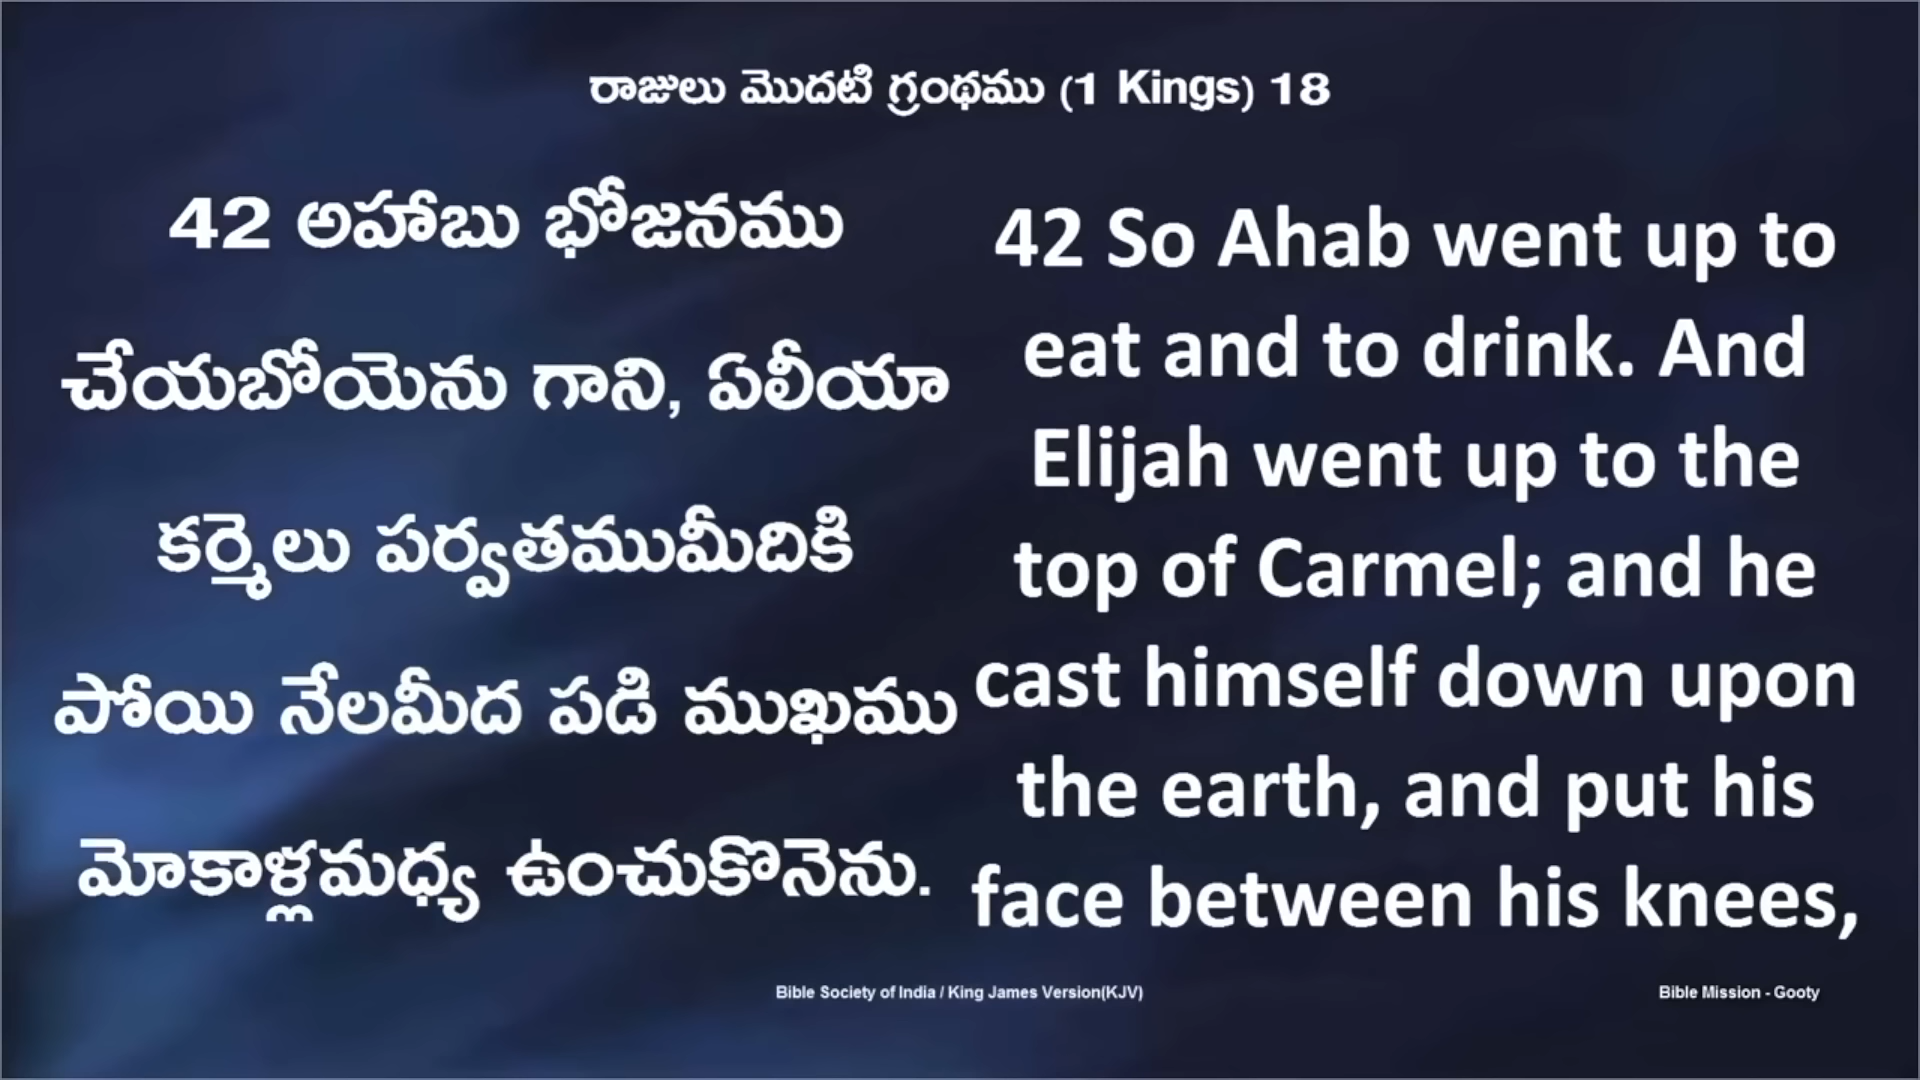 రాజులు మొదటి గ్రంథము (1 Kings) 18
42 అహాబు భోజనము
చేయబోయెను గాని, ఏలీయా
కర్మెలు పర్వతముమీదికి
పోయి నేలమీద పడి ముఖము
మోకాళ్లమధ్య ఉంచుకొనెను.
42 So Ahab went up to
eat and to drink. And
Elijah went up to the
top of Carmel; and he
cast himself down upon
the earth, and put his
face between his knees,
Bible Society of India / King James Version(KJV)
Bible Mission - Gooty